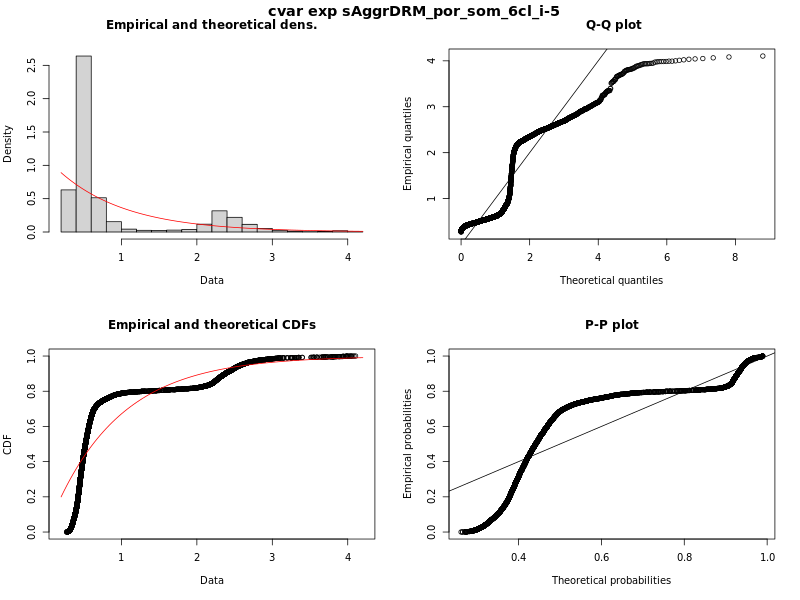 cvar exp sAggrDRM_por_som_6cl_i-5
Empirical and theoretical dens.
Density
0.0 0.5 1.0 1.5 2.0 2.5
1 2 3 4
Data
Q-Q plot
Empirical quantiles
1 2 3 4
0 2 4 6 8
Theoretical quantiles
Empirical and theoretical CDFs
CDF
0.0 0.2 0.4 0.6 0.8 1.0
1 2 3 4
Data
P-P plot
Empirical probabilities
0.0 0.2 0.4 0.6 0.8 1.0
0.4 0.6 0.8 1.0
Theoretical probabilities